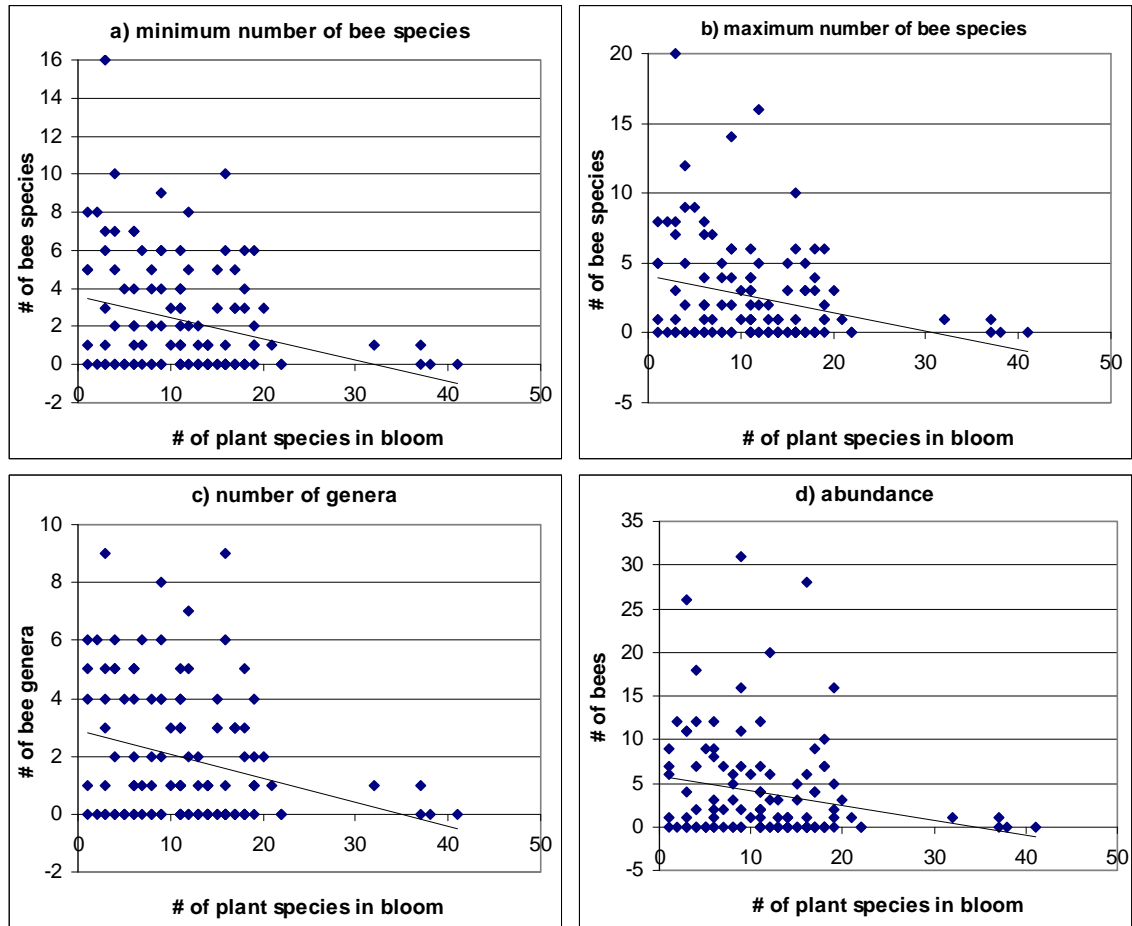 a) minimum number of bee species
16
14
12
10
8
6
4
2
0
-2
0 10 20 30 40 50
# of bee species
# of plant species in bloom
b) maximum number of bee species
20
15
10
5
0
-5
0 10 20 30 40 50
# of bee species
# of plant species in bloom
c) number of genera
10
8
6
4
2
0
-2
0 10 20 30 40 50
# of bee genera
# of plant species in bloom
d) abundance
35
30
25
20
15
10
5
0
-5
0 10 20 30 40 50
# of bees
# of plant species in bloom